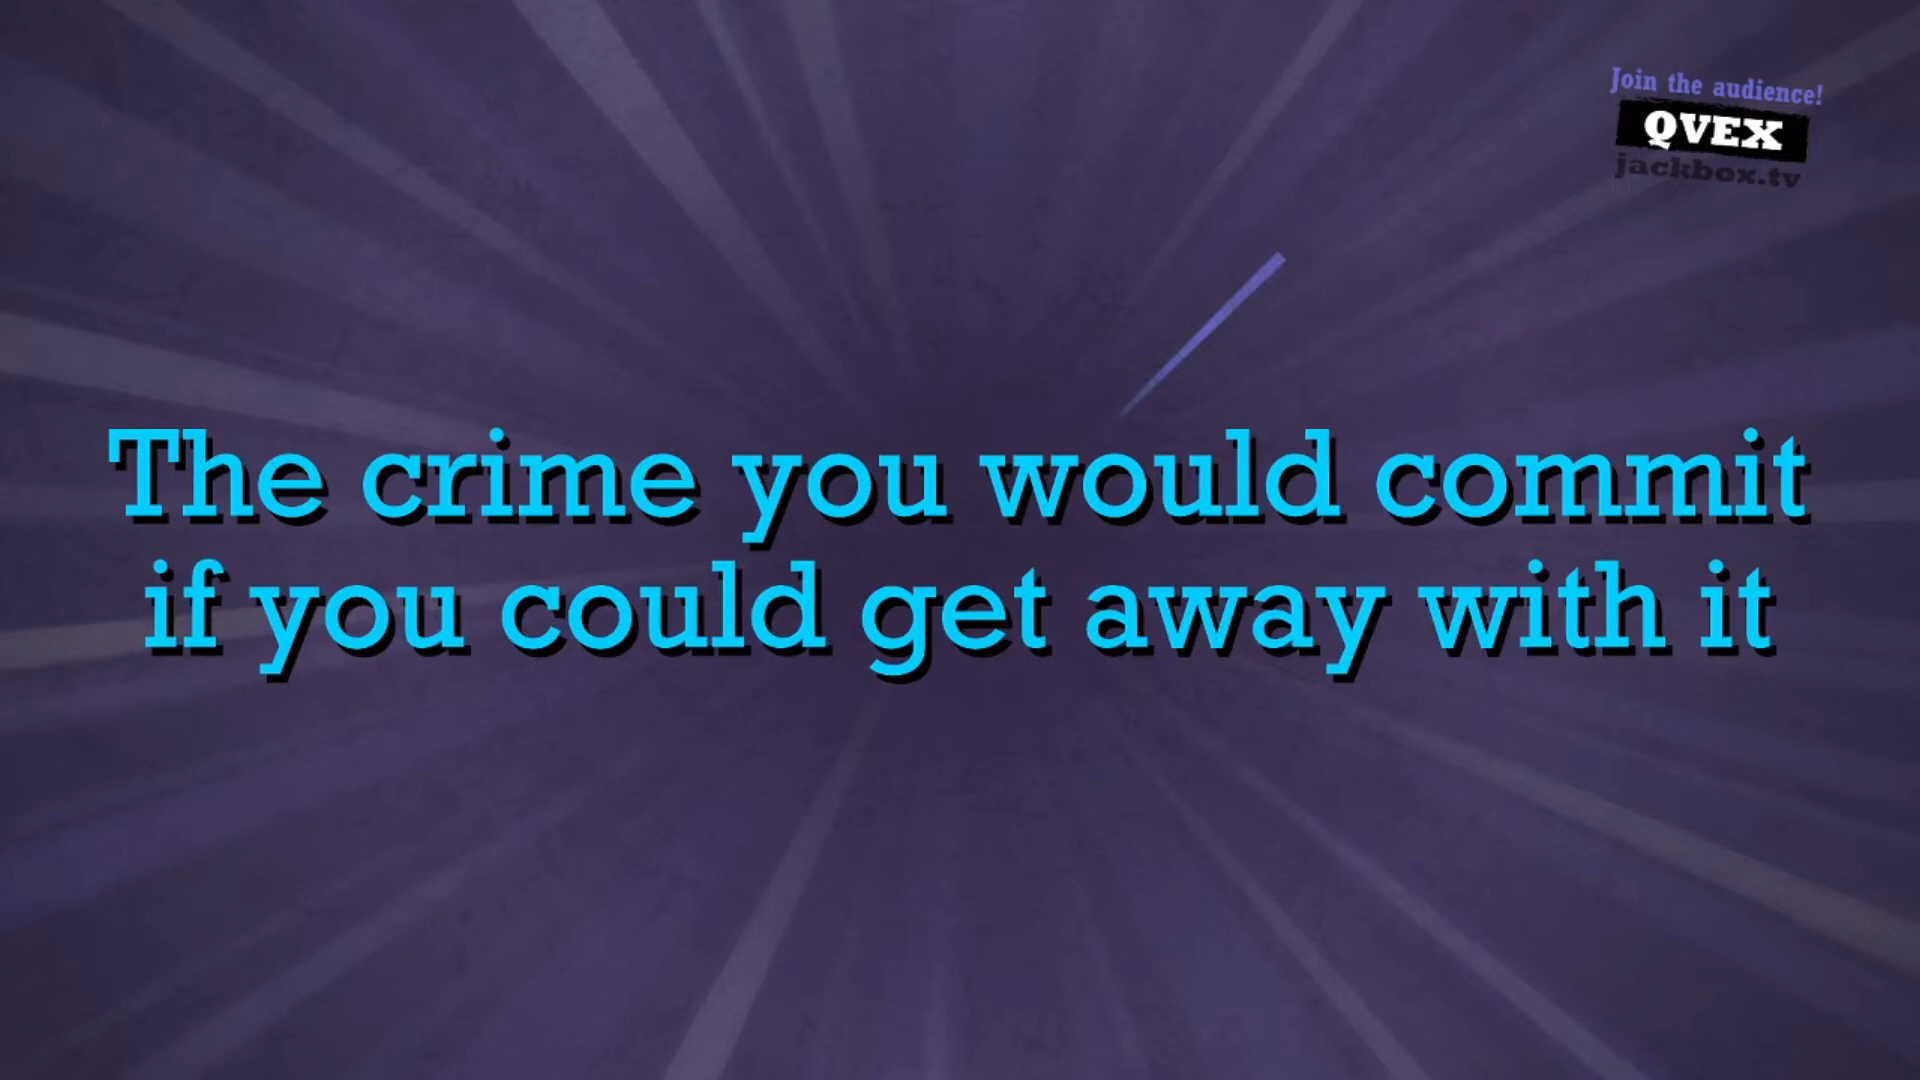 Join the audience!
QVEX
jackbox.tv
The crime you would commit
if you could get away with it